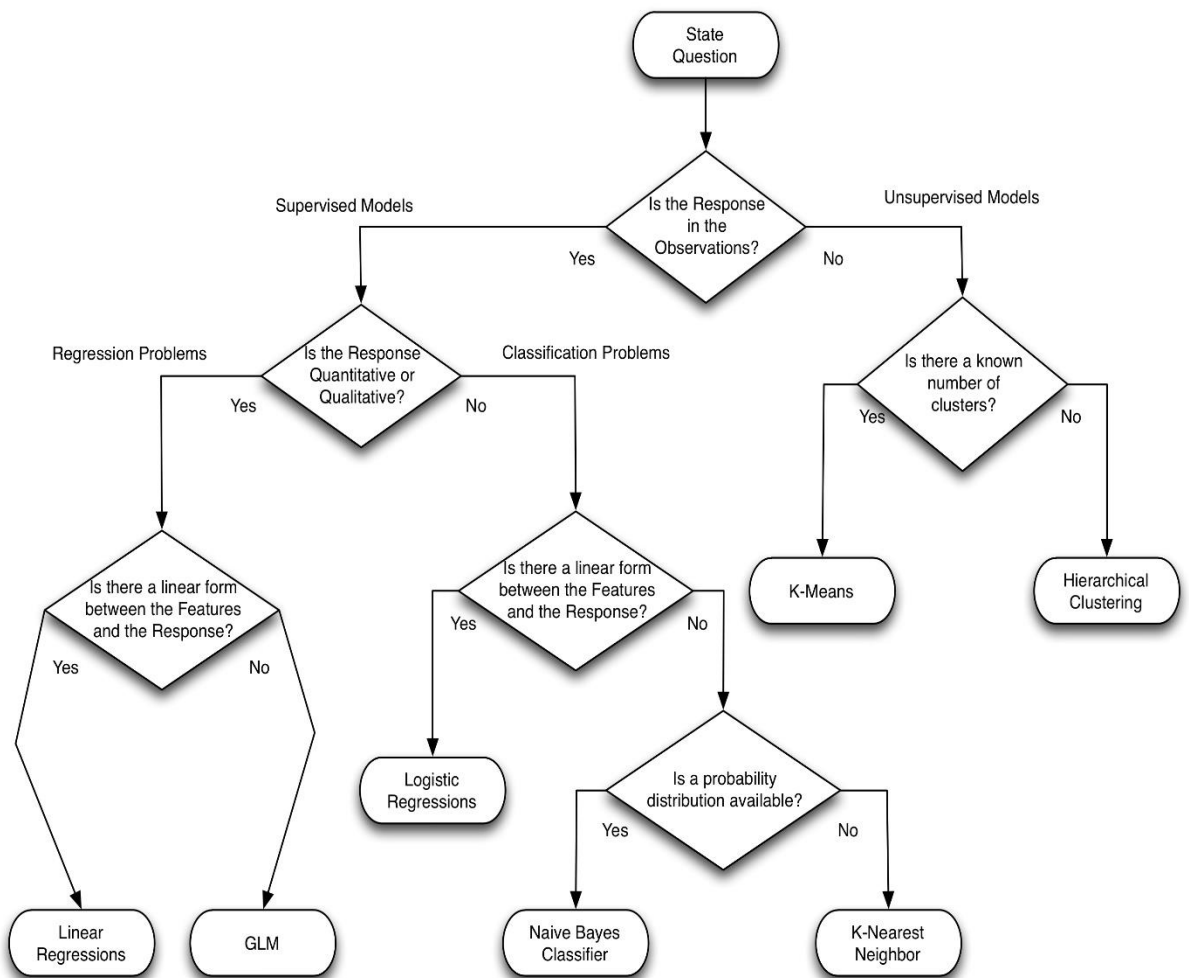 State
Question
Supervised Models
Unsupervised Models
Is the Response
in the
Observations?
Yes
No
Regression Problems
Classification Problems
Is the Response
Quantitative or
Qualitative?
Yes
No
Is there a known
number of
clusters?
Yes
No
Is there a linear form
between the Features
and the Response?
Yes
No
Is there a linear form
between the Features
and the Response?
Yes
No
K-Means
Hierarchical
Clustering
Logistic
Regressions
Is a probability
distribution available?
Yes
No
Linear
Regressions
GLM
Naive Bayes
Classifier
K-Nearest
Neighbor